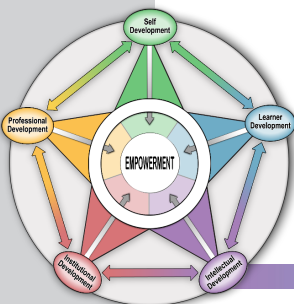 Self
Development
Professional
Development
Learner
Development
EMPOWERMENT
Institutional
Development
Intellectual
Development